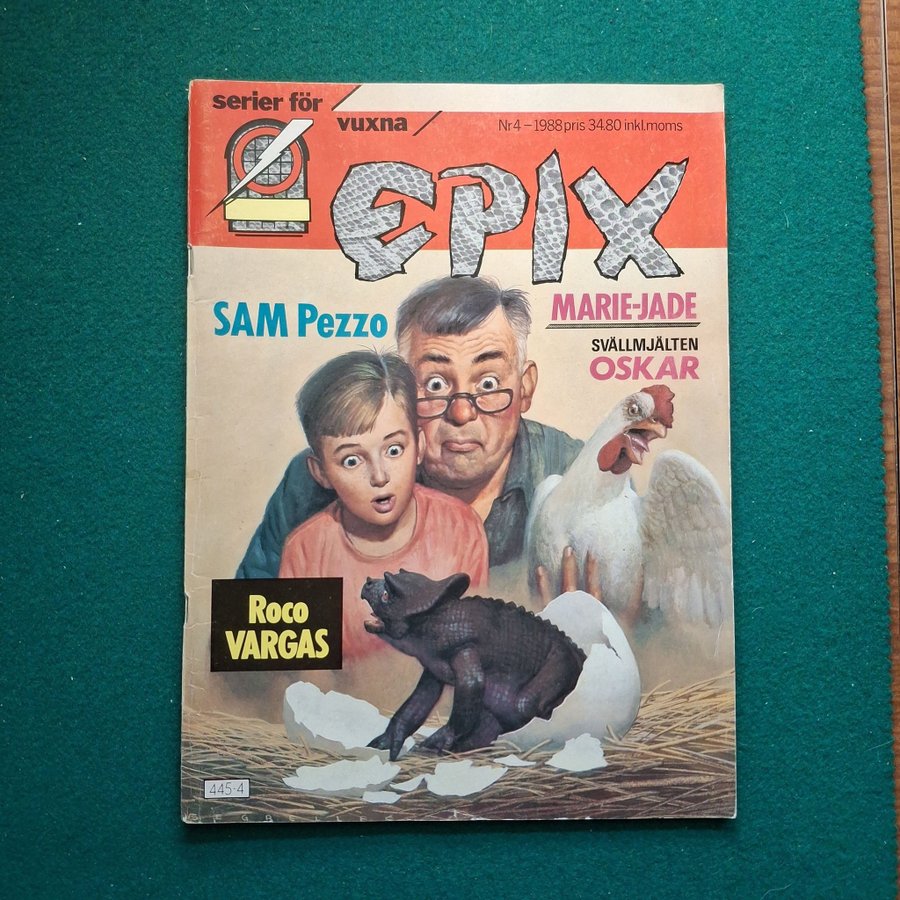 serier för
vuxna
Nr 4 – 1988 pris 34.80 inkl. moms
EPIX
SAM Pezzo
MARIE-JADE
SVÄLLMJÄLTEN
OSKAR
Roco
VARGAS
445-4